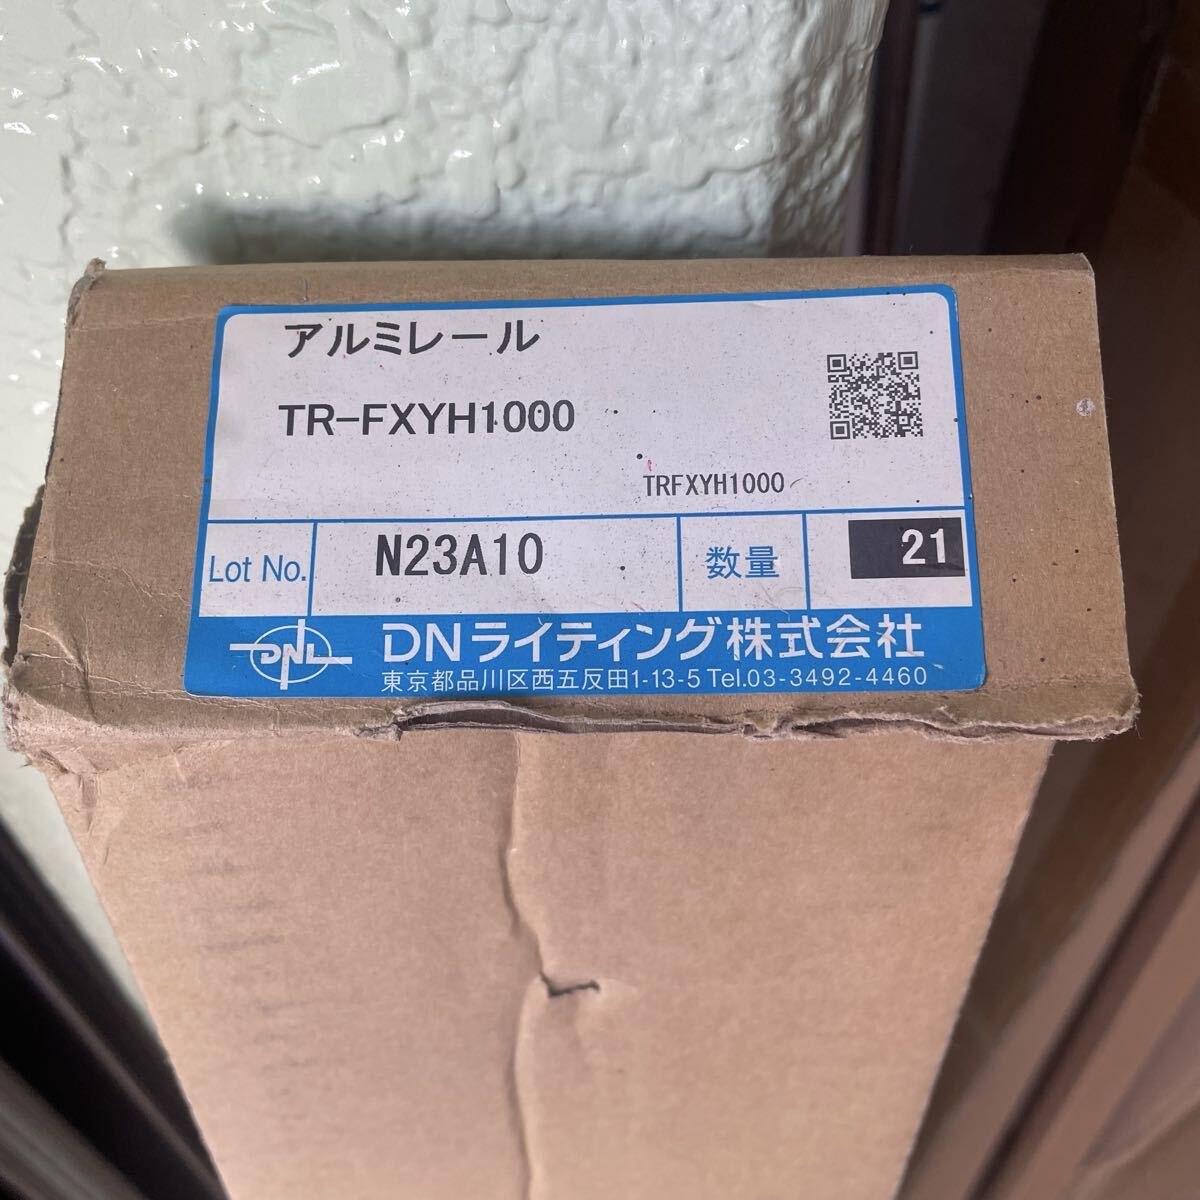 アルミレール
TR-FXYH1000
TRFXYH1000
Lot No. N23A10 数量 21
DNL DNライティング株式会社
東京都品川区西五反田1-13-5 Tel.03-3492-4460